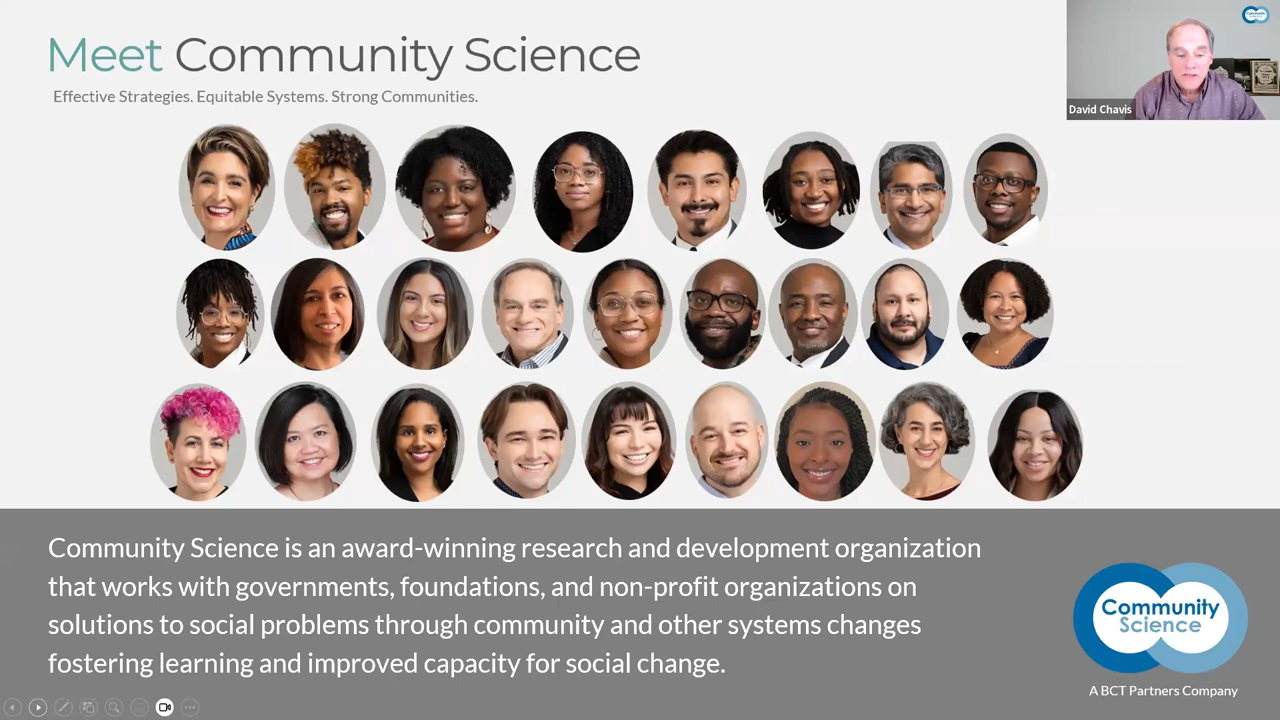 Meet Community Science
Effective Strategies. Equitable Systems. Strong Communities.
Community
Science
David Chavis
Community Science is an award-winning research and development organization
that works with governments, foundations, and non-profit organizations on
solutions to social problems through community and other systems changes
fostering learning and improved capacity for social change.
Community
Science
A BCT Partners Company